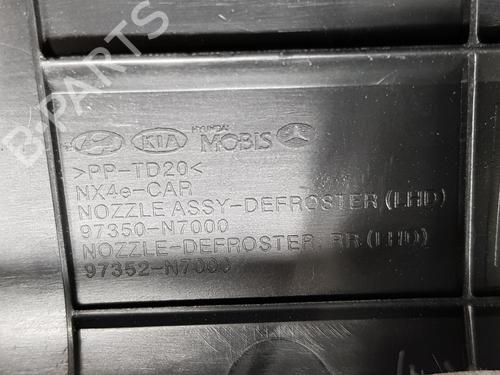 B-PARTS
KIA HYUNDAI MOBIS
>PP-TD20<
NX4e-CAR
NOZZLE ASSY-DEFROSTER (LHD)
97350-N7000
NOZZLE-DEFROSTER, RR (LHD)
97352-N7000